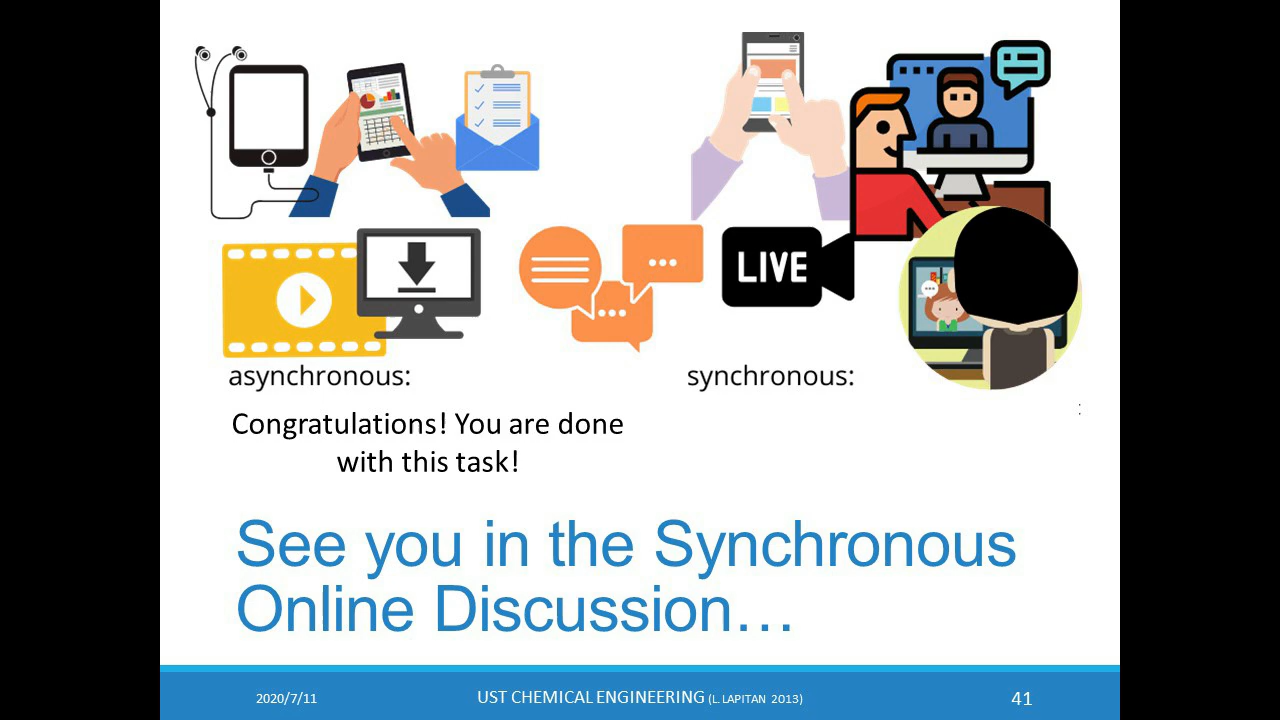 LIVE
asynchronous:
synchronous:
:
Congratulations! You are done
with this task!
See you in the Synchronous
Online Discussion…
2020/7/11
UST CHEMICAL ENGINEERING (L. LAPITAN 2013)
41